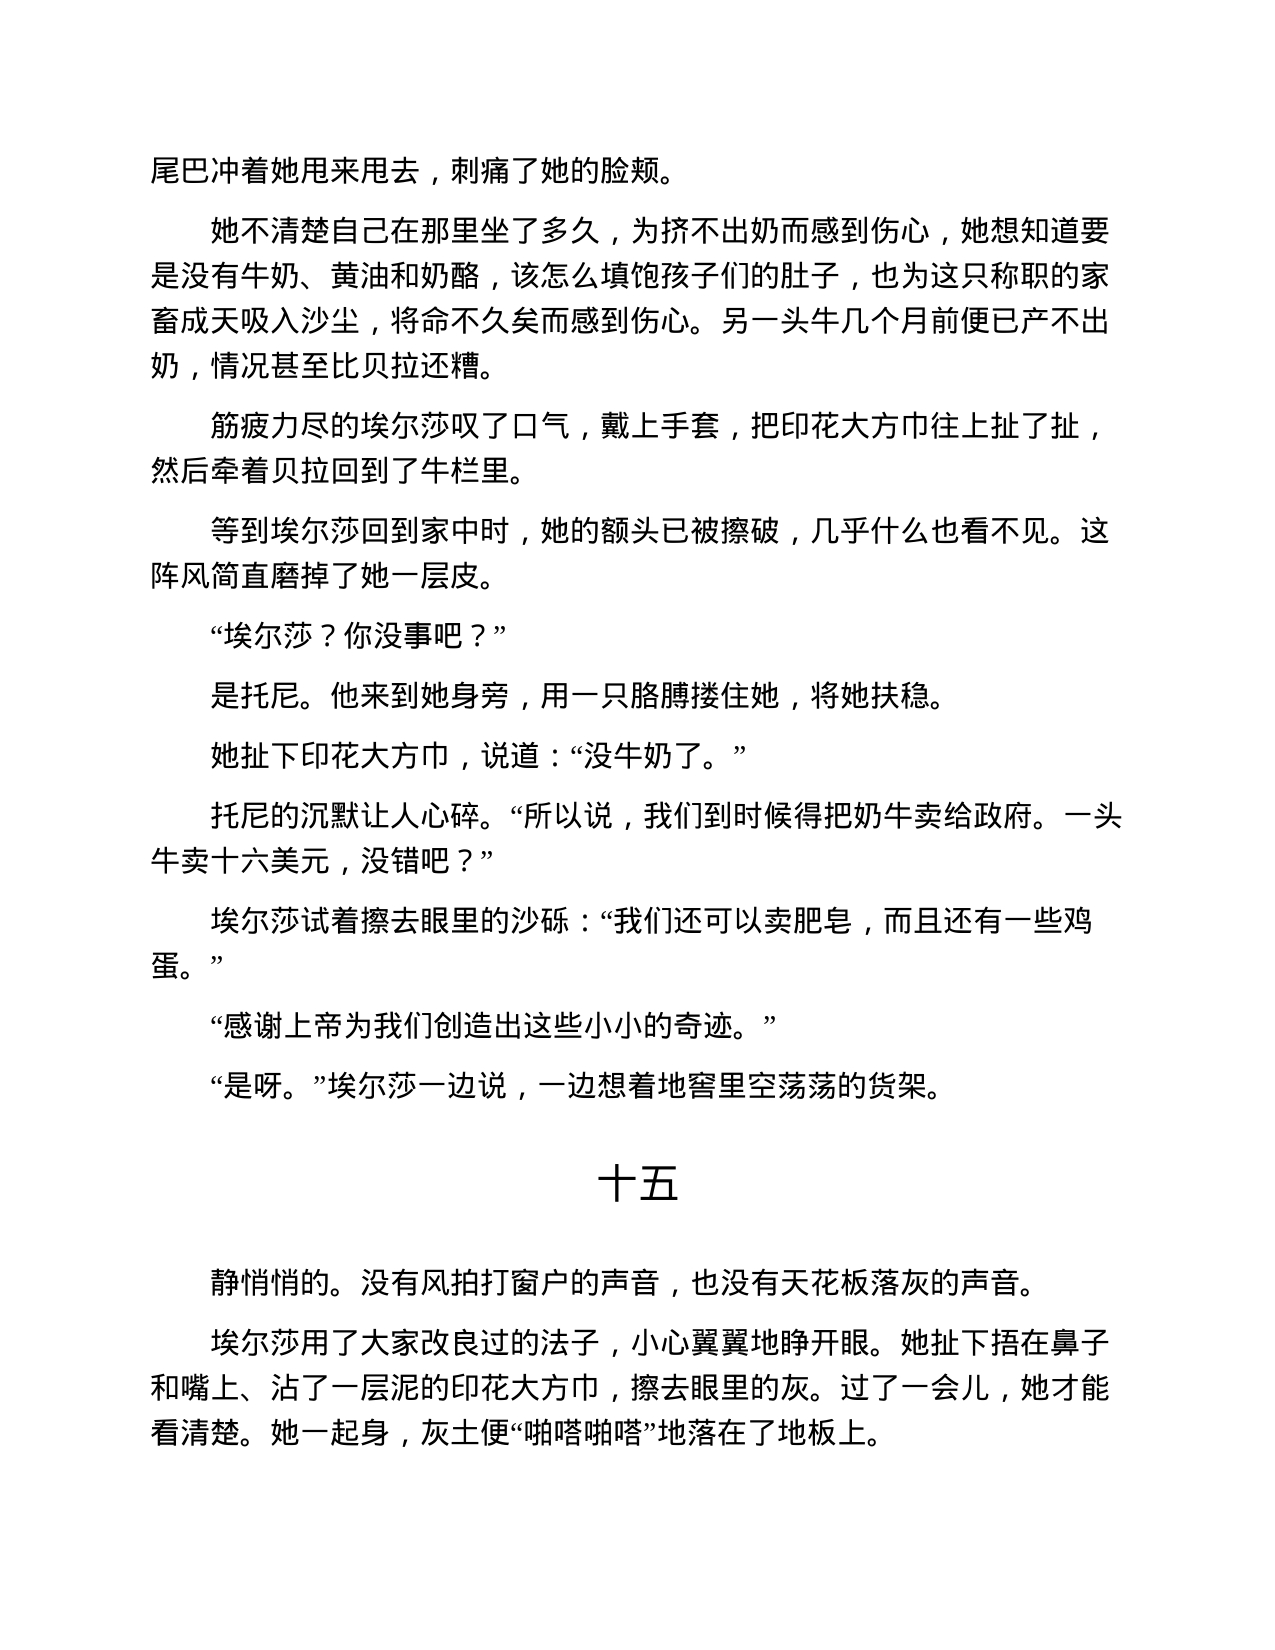 尾巴冲着她甩来甩去，刺痛了她的脸颊。
她不清楚自己在那里坐了多久，为挤不出奶而感到伤心，她想知道要
是没有牛奶、黄油和奶酪，该怎么填饱孩子们的肚子，也为这只称职的家
畜成天吸入沙尘，将命不久矣而感到伤心。另一头牛几个月前便已产不出
奶，情况甚至比贝拉还糟。
筋疲力尽的埃尔莎叹了口气，戴上手套，把印花大方巾往上扯了扯，
然后牵着贝拉回到了牛栏里。
等到埃尔莎回到家中时，她的额头已被擦破，几乎什么也看不见。这
阵风简直磨掉了她一层皮。
“埃尔莎？你没事吧？”
是托尼。他来到她身旁，用一只胳膊搂住她，将她扶稳。
她扯下印花大方巾，说道：“没牛奶了。”
托尼的沉默让人心碎。“所以说，我们到时候得把奶牛卖给政府。一头
牛卖十六美元，没错吧？”
埃尔莎试着擦去眼里的沙砾：“我们还可以卖肥皂，而且还有一些鸡
蛋。”
“感谢上帝为我们创造出这些小小的奇迹。”
“是呀。”埃尔莎一边说，一边想着地窖里空荡荡的货架。
十五
静悄悄的。没有风拍打窗户的声音，也没有天花板落灰的声音。
埃尔莎用了大家改良过的法子，小心翼翼地睁开眼。她扯下捂在鼻子
和嘴上、沾了一层泥的印花大方巾，擦去眼里的灰。过了一会儿，她才能
看清楚。她一起身，灰土便“啪嗒啪嗒”地落在了地板上。